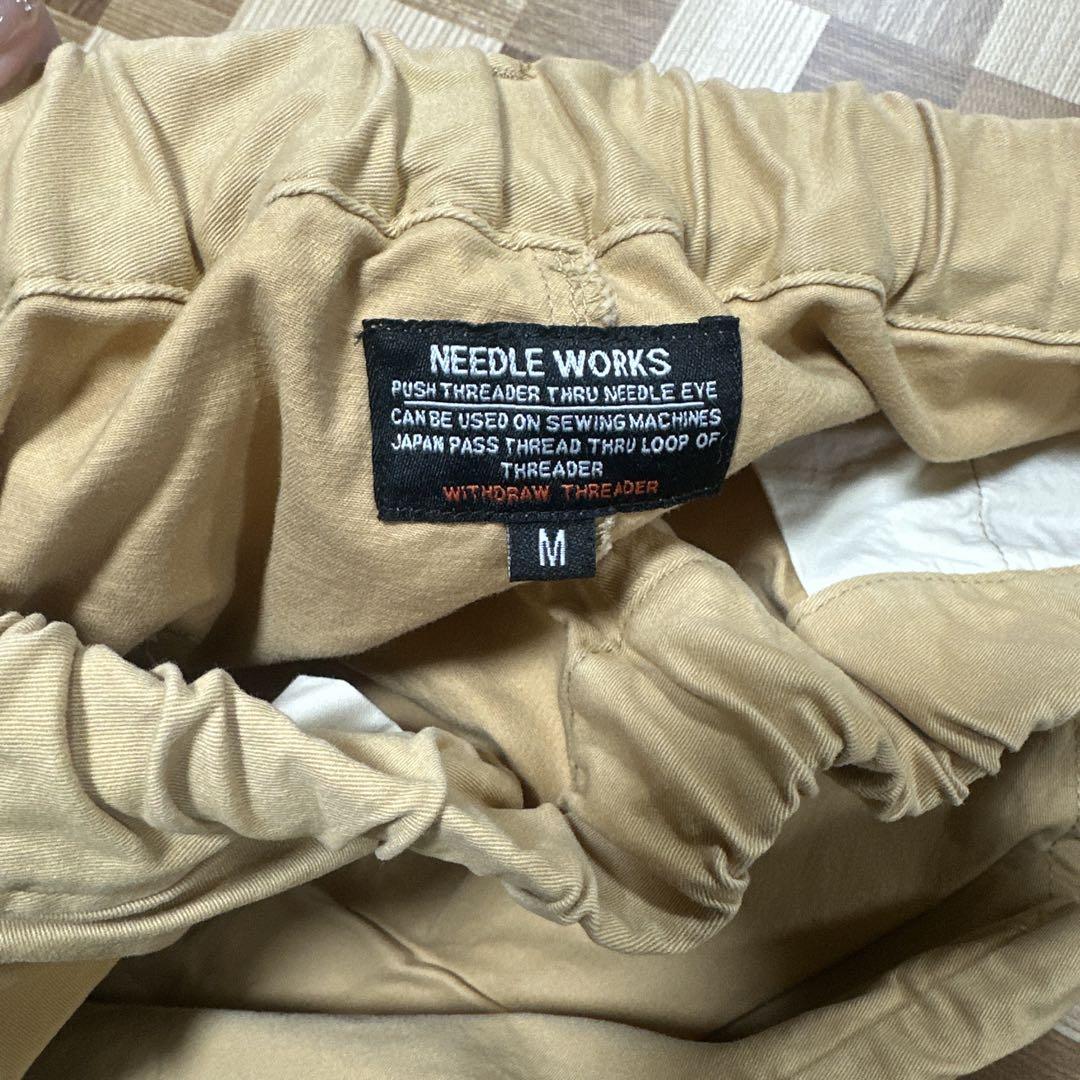 NEEDLE WORKS
PUSH THREADER THRU NEEDLE EYE
CAN BE USED ON SEWING MACHINES
JAPAN PASS THREAD THRU LOOP OF
THREADER
WITHDRAW THREADER
M